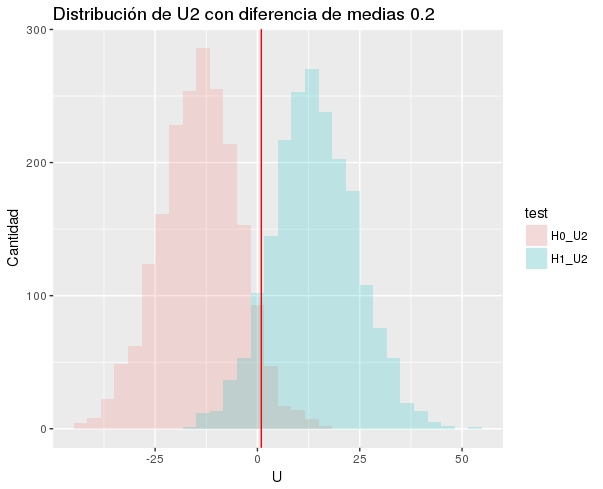 Distribución de U2 con diferencia de medias 0.2
300
200
100
0
Cantidad
-25
0
25
50
U
test
H0_U2
H1_U2